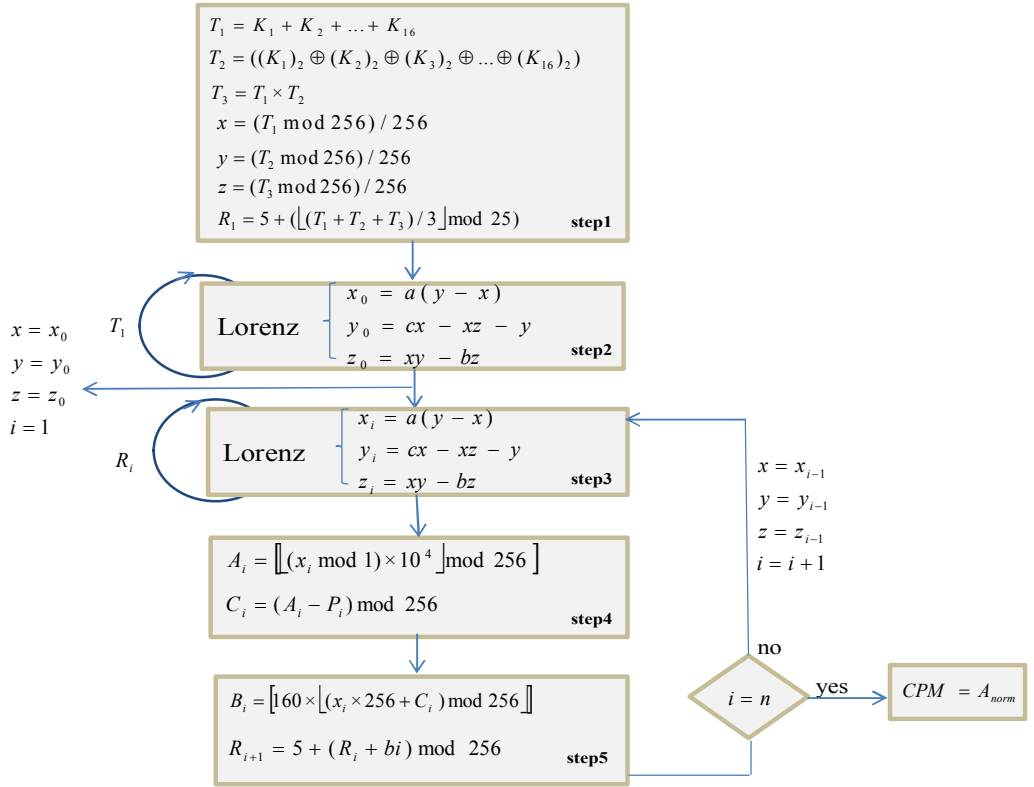 T₁ = K₁ + K₂ + ... + K₁₆
T₂ = ((K₁)₂ ⊕ (K₂)₂ ⊕ (K₃)₂ ⊕ ... ⊕ (K₁₆)₂)
T₃ = T₁ × T₂
x = (T₁ mod 256) / 256
y = (T₂ mod 256) / 256
z = (T₃ mod 256) / 256
R₁ = 5 + (⌊(T₁ + T₂ + T₃) / 3⌋ mod 25)
step1
T₁
Lorenz
x₀ = a(y − x)
y₀ = cx − xz − y
z₀ = xy − bz
step2
x = x₀
y = y₀
z = z₀
i = 1
Rᵢ
Lorenz
xᵢ = a(y − x)
yᵢ = cx − xz − y
zᵢ = xy − bz
step3
x = xᵢ₋₁
y = yᵢ₋₁
z = zᵢ₋₁
i = i + 1
Aᵢ = [⌊(xᵢ mod 1) × 10⁴⌋ mod 256]
Cᵢ = (Aᵢ − Pᵢ) mod 256
step4
Bᵢ = [160 × ⌊(xᵢ × 256 + Cᵢ) mod 256⌋]
Rᵢ₊₁ = 5 + (Rᵢ + bi) mod 256
step5
no
i = n
yes
CPM = Aₙₒᵣₘ